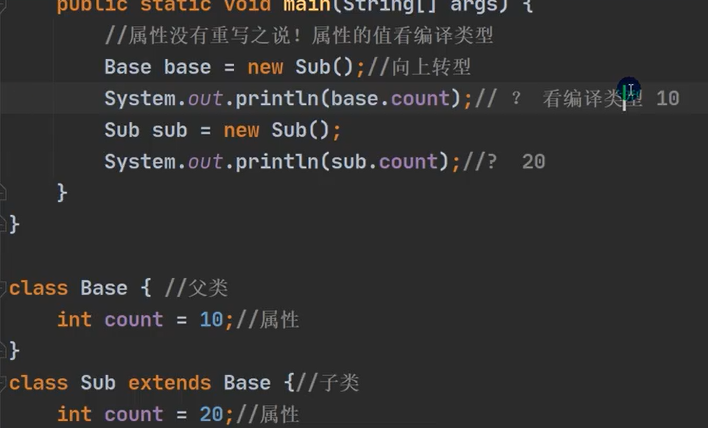 public static void main(String[] args) {
//属性没有重写之说！属性的值看编译类型
Base base = new Sub();//向上转型
System.out.println(base.count);// ？ 看编译类型 10
Sub sub = new Sub();
System.out.println(sub.count);//? 20
}
}
class Base { //父类
int count = 10;//属性
}
class Sub extends Base {//子类
int count = 20;//属性